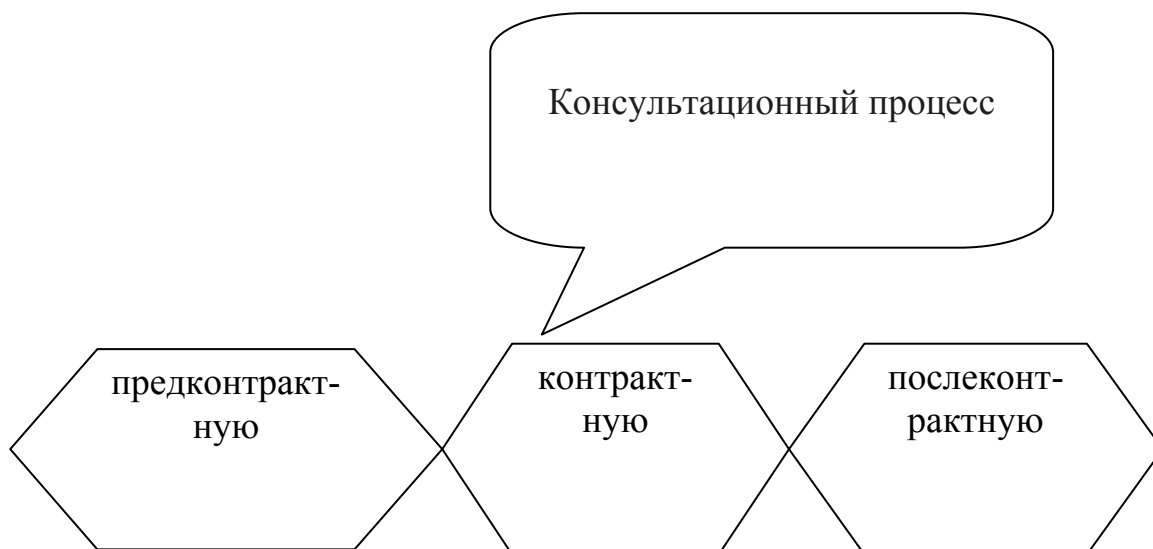 Консультационный процесс
предконтракт-
ную
контракт-
ную
послеконт-
рактную